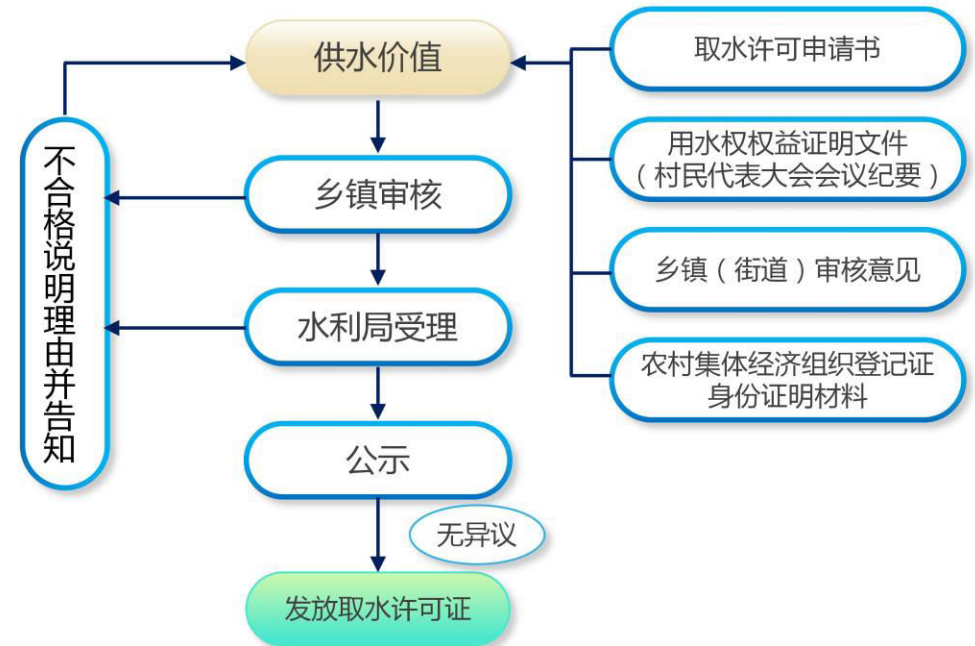 供水价值
乡镇审核
水利局受理
公示
无异议
发放取水许可证
不合格说明理由并告知
取水许可申请书
用水权权益证明文件
（村民代表大会会议纪要）
乡镇（街道）审核意见
农村集体经济组织登记证
身份证明材料